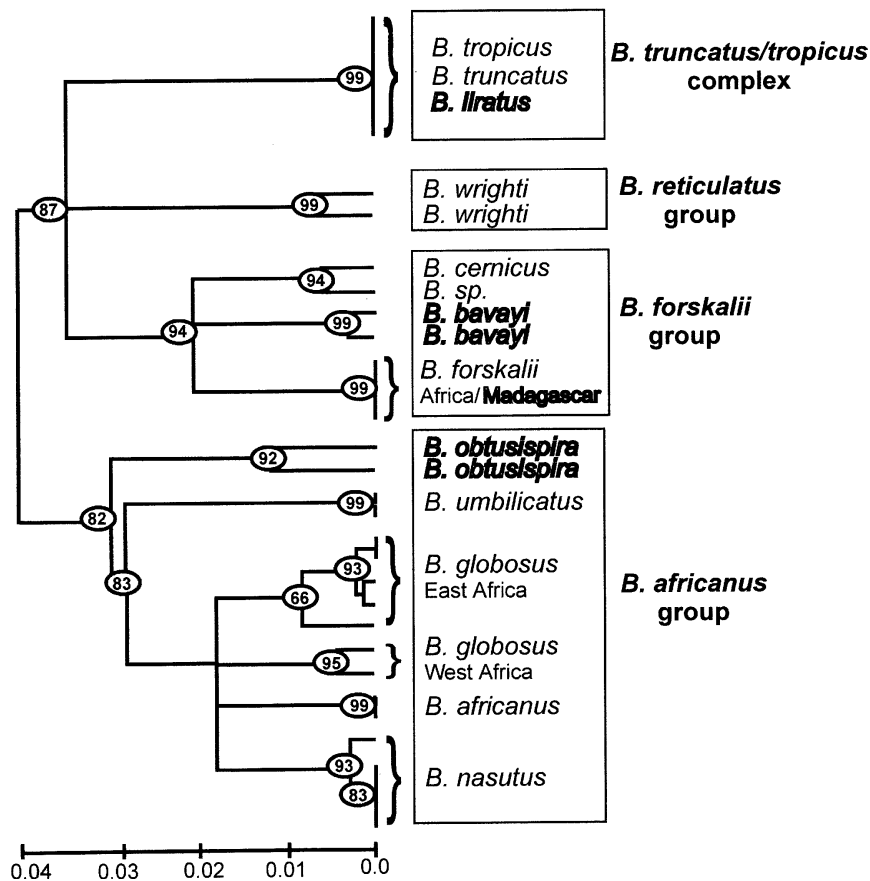 B. tropicus
B. truncatus
B. liratus
B. truncatus/tropicus
complex
99
87
99
B. wrighti
B. wrighti
B. reticulatus
group
94
94
99
99
B. cernicus
B. sp.
B. bavayi
B. bavayi
B. forskalii
Africa/Madagascar
B. forskalii
group
92
82
99
83
93
66
95
99
93
83
B. obtusispira
B. obtusispira
B. umbilicatus
B. globosus
East Africa
B. globosus
West Africa
B. africanus
B. nasutus
B. africanus
group
0.04 0.03 0.02 0.01 0.0